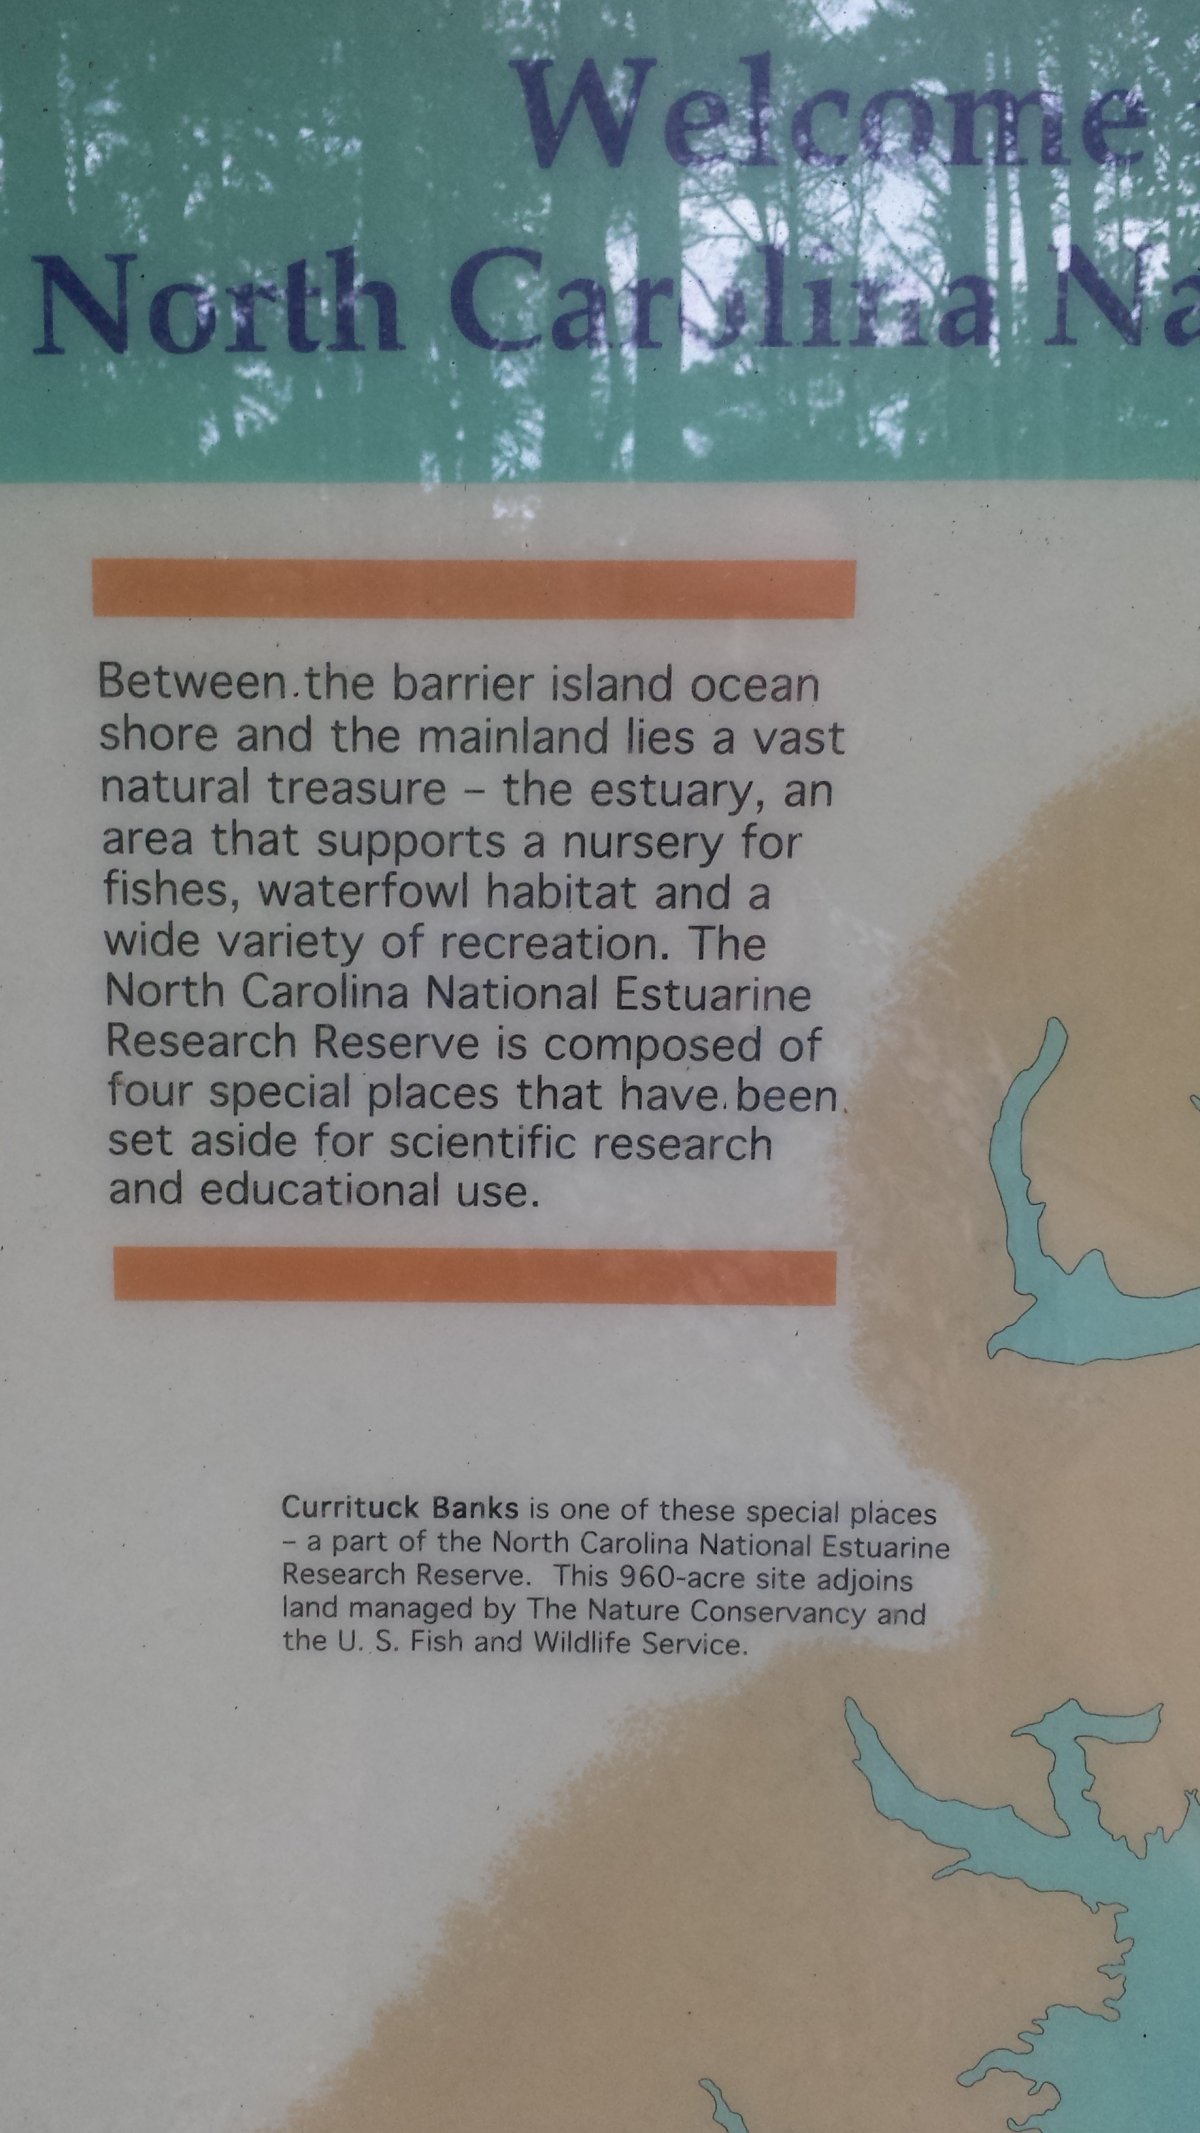 Welcome
North Carolina Na
Between the barrier island ocean
shore and the mainland lies a vast
natural treasure – the estuary, an
area that supports a nursery for
fishes, waterfowl habitat and a
wide variety of recreation. The
North Carolina National Estuarine
Research Reserve is composed of
four special places that have been
set aside for scientific research
and educational use.
Currituck Banks is one of these special places
– a part of the North Carolina National Estuarine
Research Reserve. This 960-acre site adjoins
land managed by The Nature Conservancy and
the U. S. Fish and Wildlife Service.